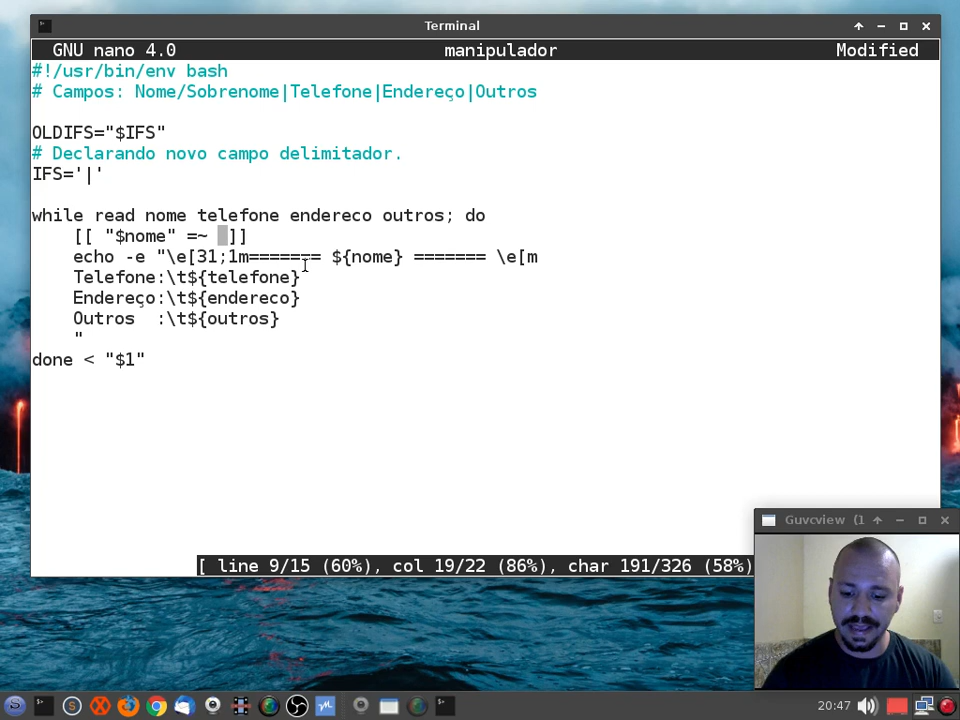 Terminal
GNU nano 4.0 manipulador Modified
#!/usr/bin/env bash
# Campos: Nome/Sobrenome|Telefone|Endereço|Outros
OLDIFS="$IFS"
# Declarando novo campo delimitador.
IFS='|'
while read nome telefone endereco outros; do
[[ "$nome" =~ ]]
echo -e "\e[31;1m======= ${nome} ======= \e[m
Telefone:\t${telefone}
Endereço:\t${endereco}
Outros  :\t${outros}
"
done < "$1"
[ line 9/15 (60%), col 19/22 (86%), char 191/326 (58%)
Guvcview (1
20:47